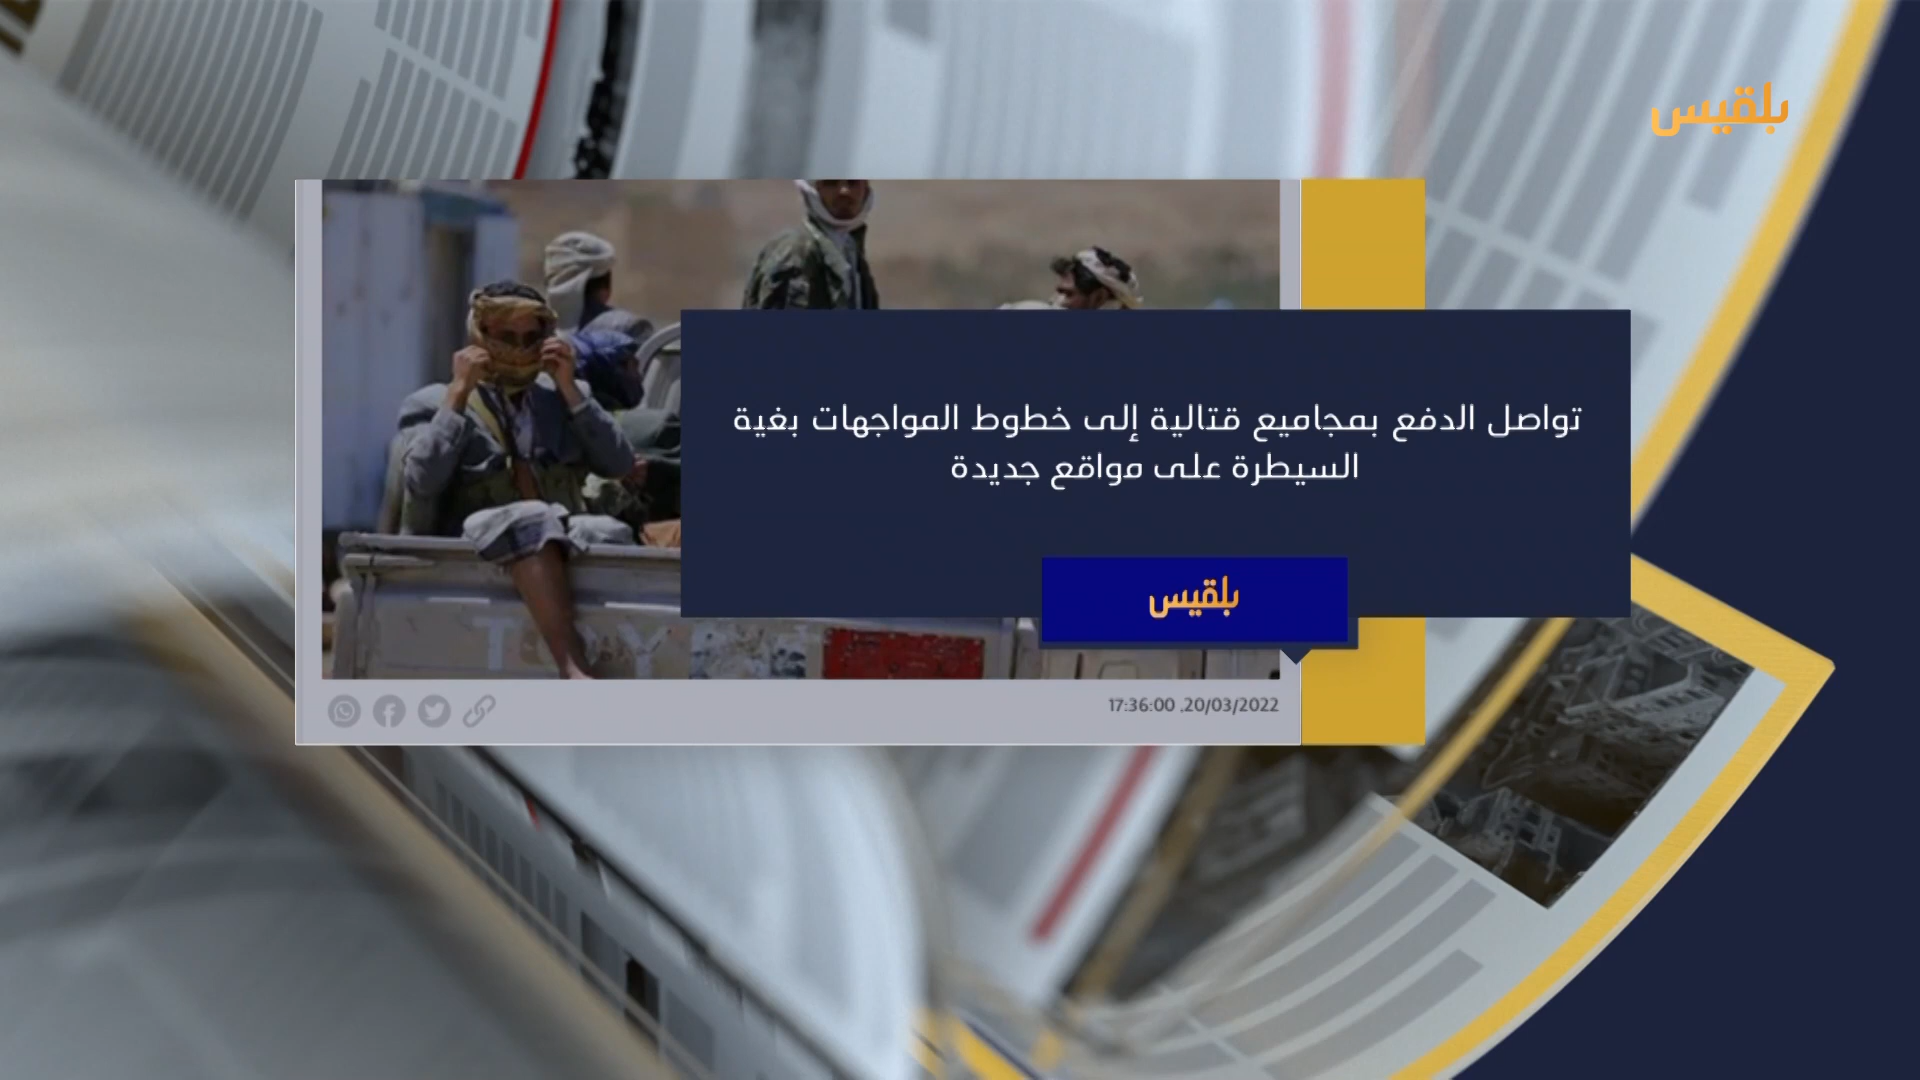 بلقيس
تواصل الدفع بمجاميع قتالية إلى خطوط المواجهات بغية
السيطرة على مواقع جديدة
بلقيس
TOY
17:36:00 ,20/03/2022